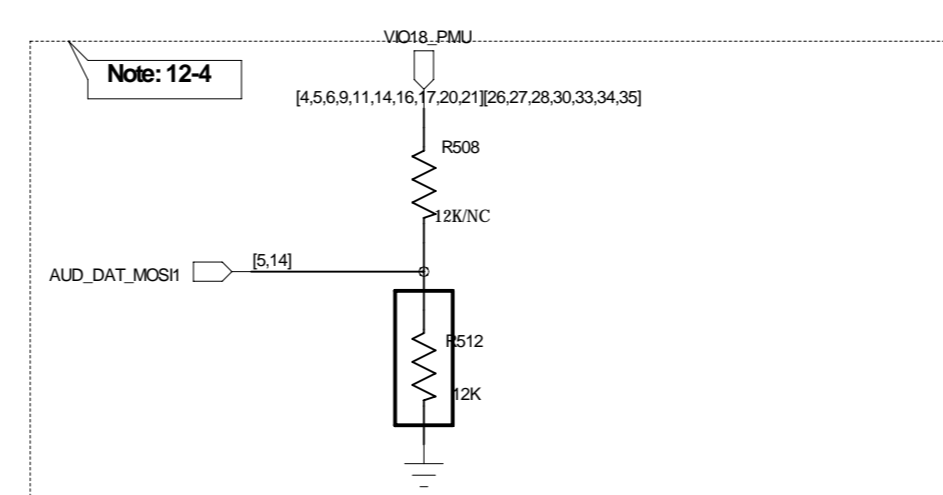 VIO18_PMU
Note: 12-4
[4,5,6,9,11,14,16,17,20,21][26,27,28,30,33,34,35]
R508
12K/NC
AUD_DAT_MOSI1
[5,14]
R512
12K